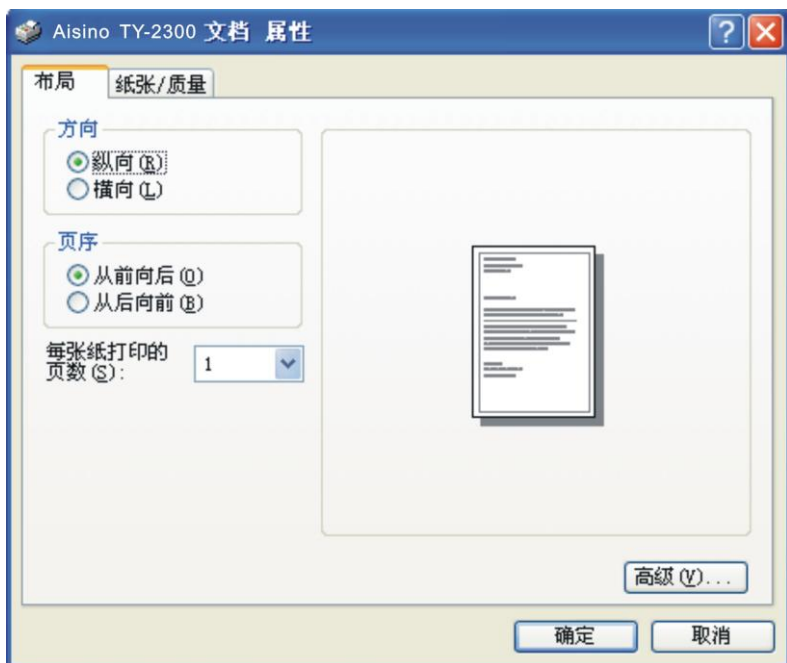 Aisino TY-2300 文档 属性
布局
纸张/质量
方向
纵向(R)
横向(L)
页序
从前向后(O)
从后向前(B)
每张纸打印的
页数(S):
1
高级(V)...
确定
取消